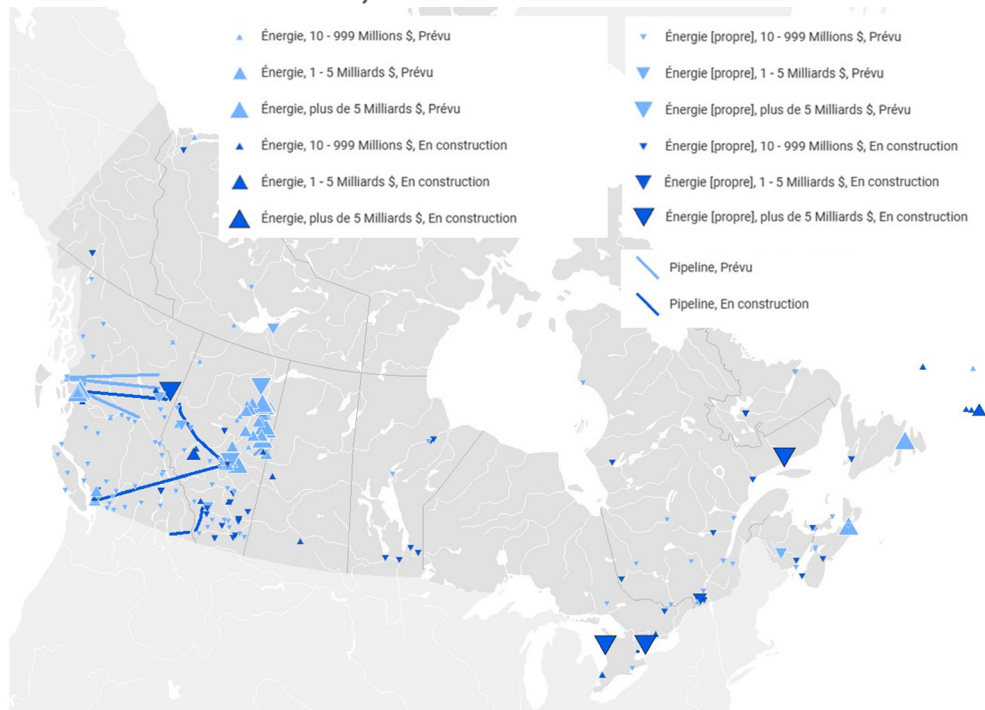 Énergie, 10 - 999 Millions $, Prévu
Énergie, 1 - 5 Milliards $, Prévu
Énergie, plus de 5 Milliards $, Prévu
Énergie, 10 - 999 Millions $, En construction
Énergie, 1 - 5 Milliards $, En construction
Énergie, plus de 5 Milliards $, En construction
Énergie [propre], 10 - 999 Millions $, Prévu
Énergie [propre], 1 - 5 Milliards $, Prévu
Énergie [propre], plus de 5 Milliards $, Prévu
Énergie [propre], 10 - 999 Millions $, En construction
Énergie [propre], 1 - 5 Milliards $, En construction
Énergie [propre], plus de 5 Milliards $, En construction
Pipeline, Prévu
Pipeline, En construction